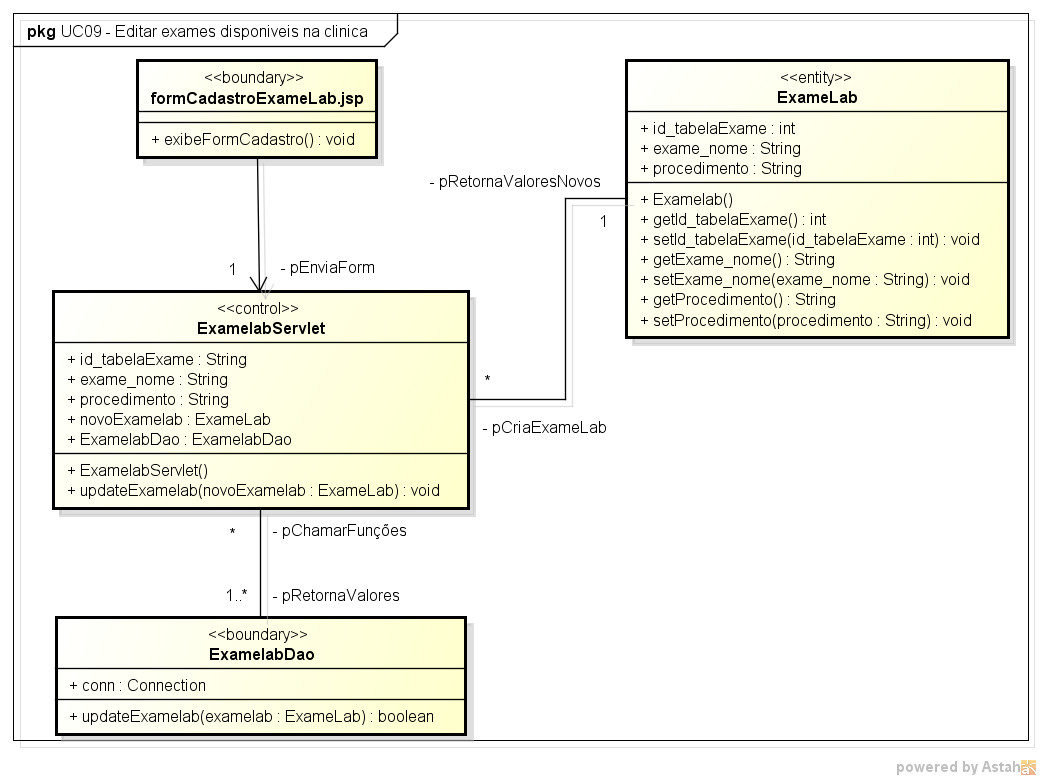 pkg UC09 - Editar exames disponiveis na clinica
<<boundary>>
formCadastroExameLab.jsp
+ exibeFormCadastro() : void
<<entity>>
ExameLab
+ id_tabelaExame : int
+ exame_nome : String
+ procedimento : String
+ Examelab()
+ getId_tabelaExame() : int
+ setId_tabelaExame(id_tabelaExame : int) : void
+ getExame_nome() : String
+ setExame_nome(exame_nome : String) : void
+ getProcedimento() : String
+ setProcedimento(procedimento : String) : void
- pRetornaValoresNovos
1
1
- pEnviaForm
<<control>>
ExamelabServlet
+ id_tabelaExame : String
+ exame_nome : String
+ procedimento : String
+ novoExamelab : ExameLab
+ ExamelabDao : ExamelabDao
+ ExamelabServlet()
+ updateExamelab(novoExamelab : ExameLab) : void
*
- pCriaExameLab
*
- pChamarFunções
1..*
- pRetornaValores
<<boundary>>
ExamelabDao
+ conn : Connection
+ updateExamelab(examelab : ExameLab) : boolean
powered by Astah